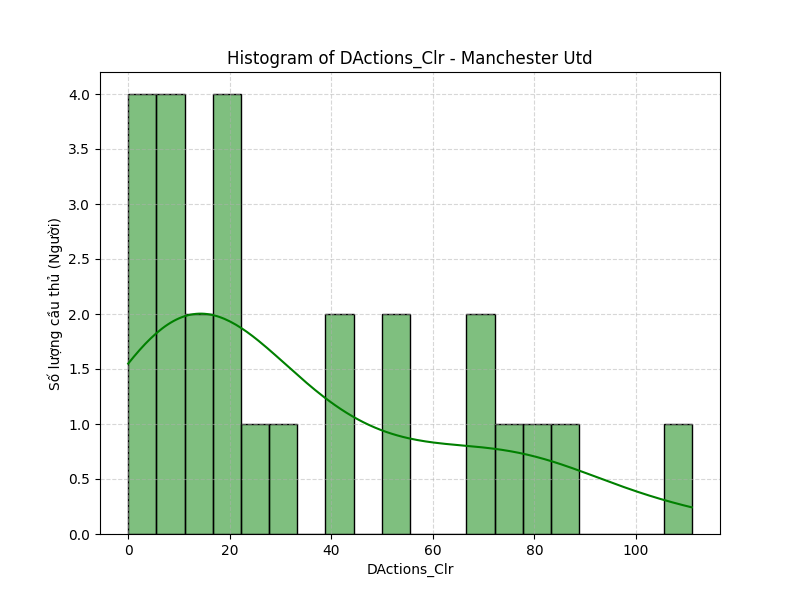 Histogram of DActions_Clr - Manchester Utd
Số lượng cầu thủ (Người)
4.0
3.5
3.0
2.5
2.0
1.5
1.0
0.5
0.0
0 20 40 60 80 100
DActions_Clr